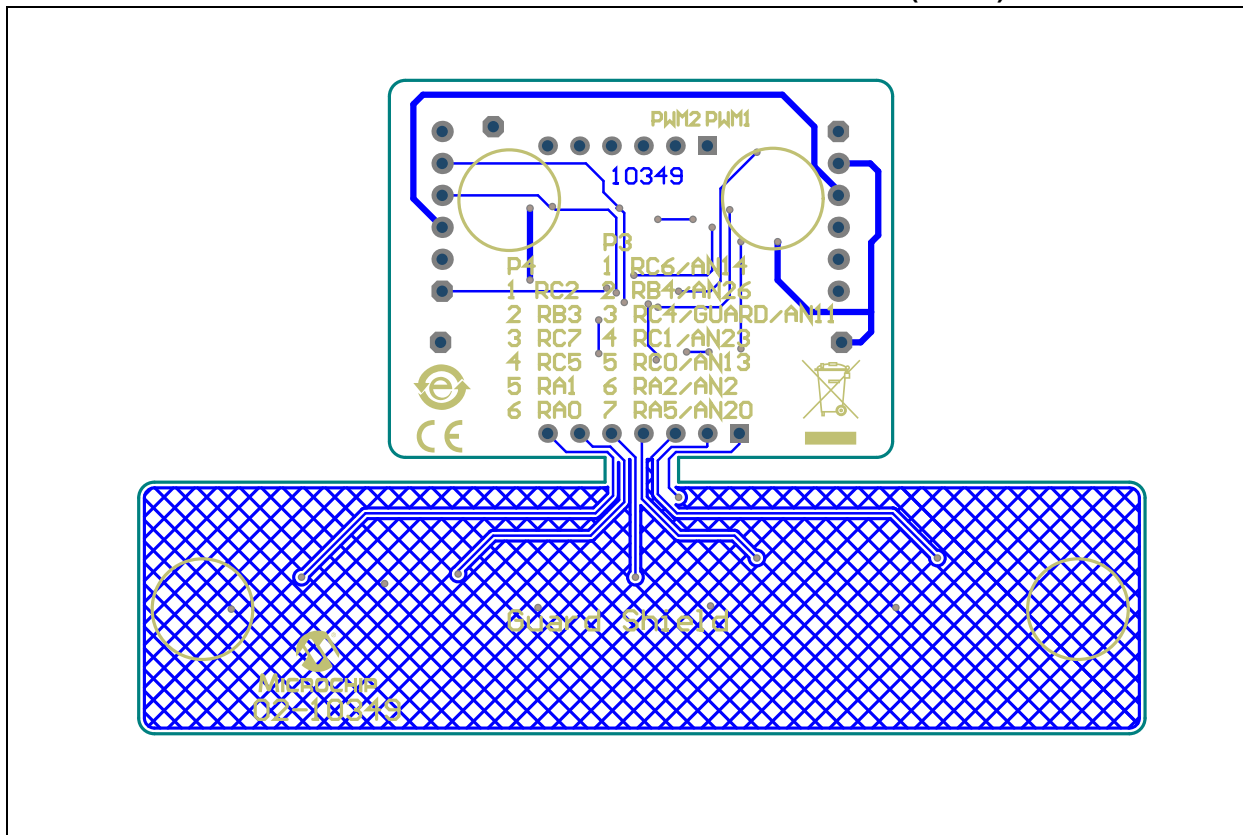 PWM2 PWM1
10349
P3
P4 1 RC6/AN14
1 RC2 2 RB4/AN26
2 RB3 3 RC4/GUARD/AN11
3 RC7 4 RC1/AN23
4 RC5 5 RC0/AN13
5 RA1 6 RA2/AN2
6 RA0 7 RA5/AN20
e
CE
Guard Shield
MICROCHIP
02-10349